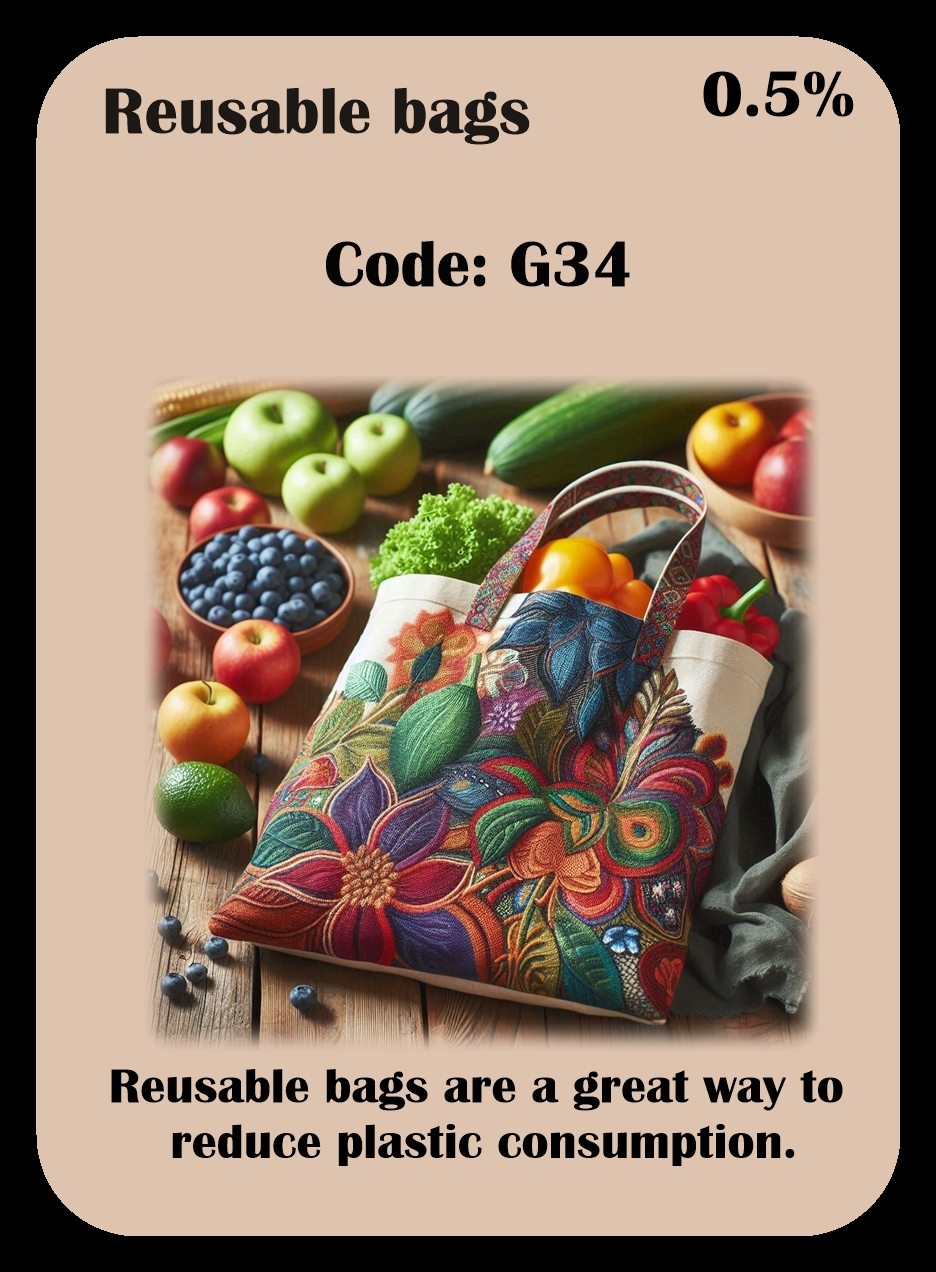 Reusable bags
0.5%
Code: G34
Reusable bags are a great way to
reduce plastic consumption.